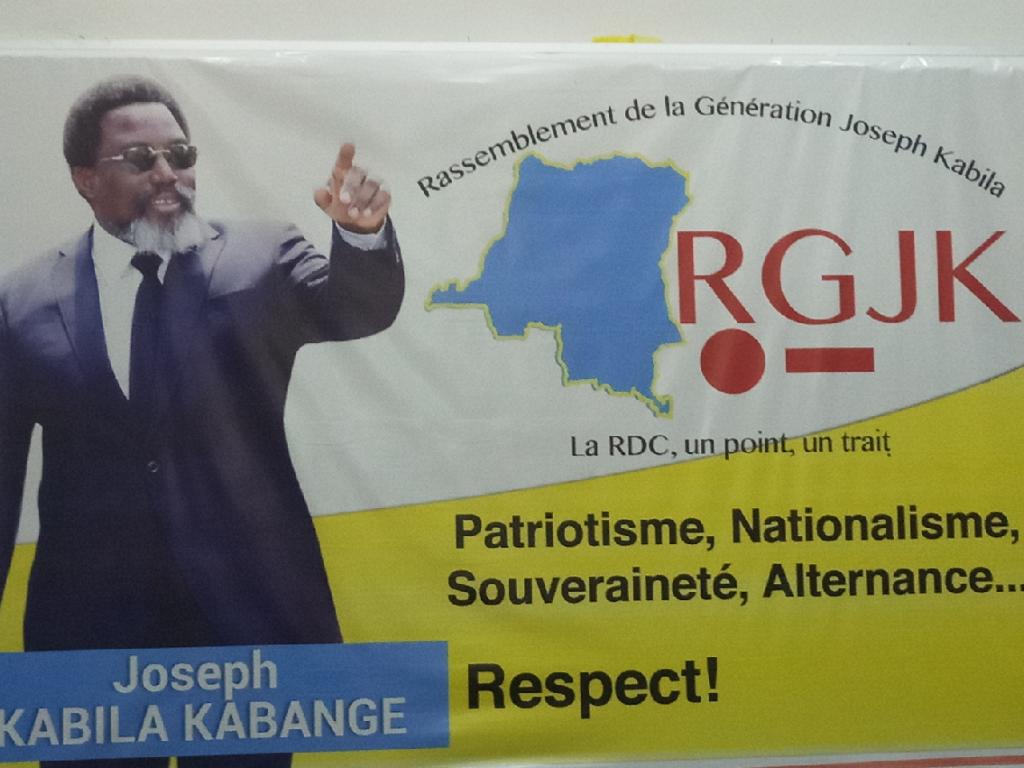 Rassemblement de la Génération Joseph Kabila
RGJK
La RDC, un point, un trait
Patriotisme, Nationalisme,
Souveraineté, Alternance...
Respect!
Joseph
KABILA KABANGE